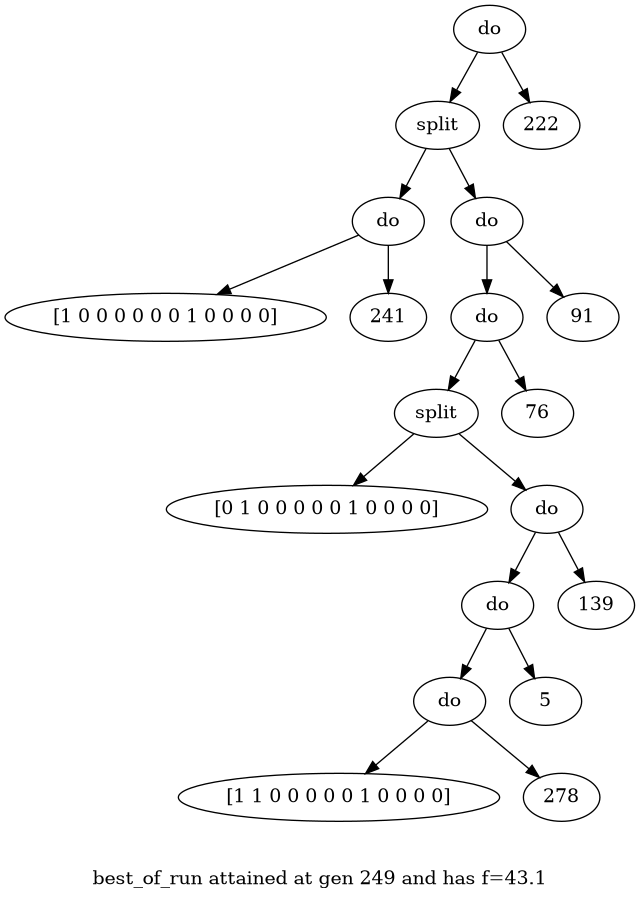 do
split
222
do
do
[1 0 0 0 0 0 0 1 0 0 0 0]
241
do
91
split
76
[0 1 0 0 0 0 0 1 0 0 0 0]
do
do
139
do
5
[1 1 0 0 0 0 0 1 0 0 0 0]
278
best_of_run attained at gen 249 and has f=43.1